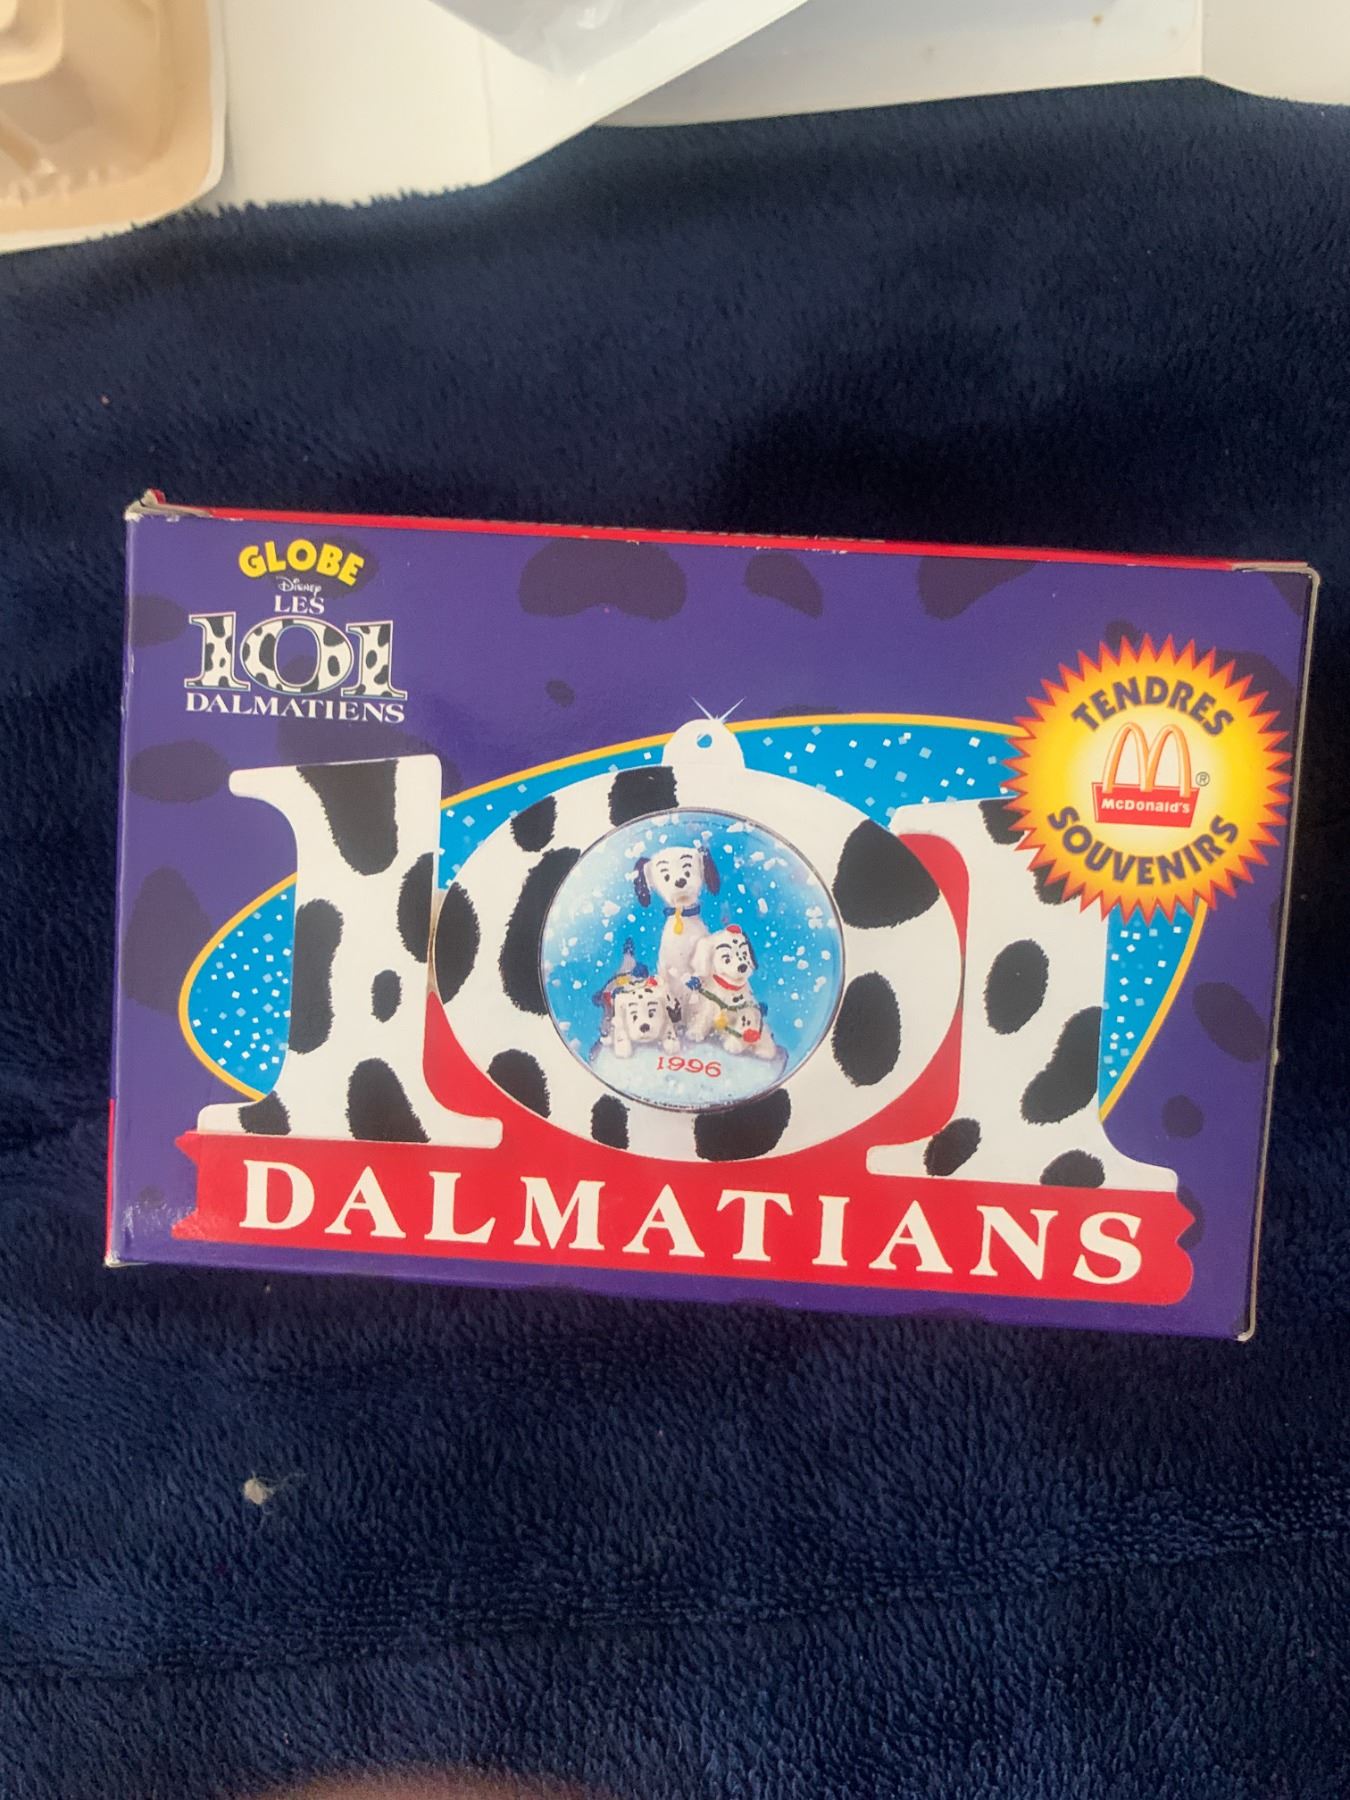 GLOBE
Disney
LES
101
DALMATIENS
TENDRES
McDonald's ®
SOUVENIRS
101
1996
DALMATIANS